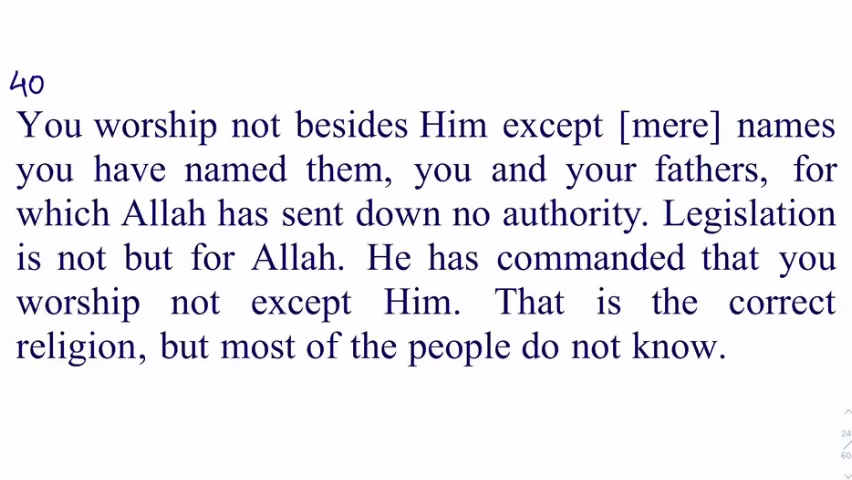 40
You worship not besides Him except [mere] names
you have named them, you and your fathers, for
which Allah has sent down no authority. Legislation
is not but for Allah. He has commanded that you
worship not except Him. That is the correct
religion, but most of the people do not know.
24
60